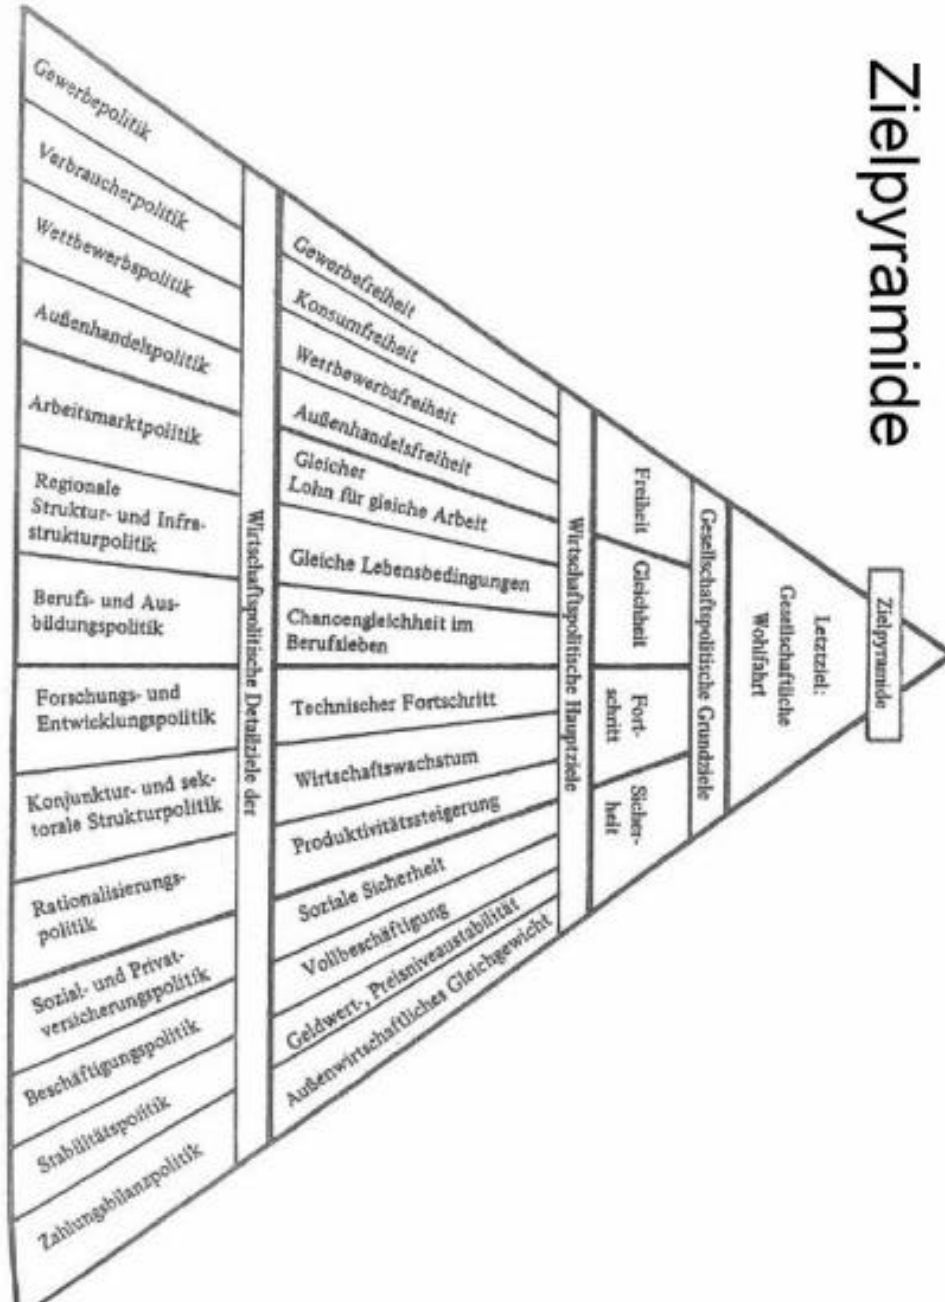 Zielpyramide
Zielpyramide
Letztziel:
Gesellschaftliche
Wohlfahrt
Gesellschaftspolitische Grundziele
Freiheit
Gleichheit
Fort-
schritt
Sicher-
heit
Wirtschaftspolitische Hauptziele
Gewerbefreiheit
Konsumfreiheit
Wettbewerbsfreiheit
Außenhandelsfreiheit
Gleicher
Lohn für gleiche Arbeit
Gleiche Lebensbedingungen
Chancengleichheit im
Berufsleben
Technischer Fortschritt
Wirtschaftswachstum
Produktivitätssteigerung
Soziale Sicherheit
Vollbeschäftigung
Geldwert-, Preisniveaustabilität
Außenwirtschaftliches Gleichgewicht
Wirtschaftspolitische Detailziele der
Gewerbepolitik
Verbraucherpolitik
Wettbewerbspolitik
Außenhandelspolitik
Arbeitsmarktpolitik
Regionale
Struktur- und Infra-
strukturpolitik
Berufs- und Aus-
bildungspolitik
Forschungs- und
Entwicklungspolitik
Konjunktur- und sek-
torale Strukturpolitik
Rationalisierungs-
politik
Sozial- und Privat-
versicherungspolitik
Beschäftigungspolitik
Stabilitätspolitik
Zahlungsbilanzpolitik